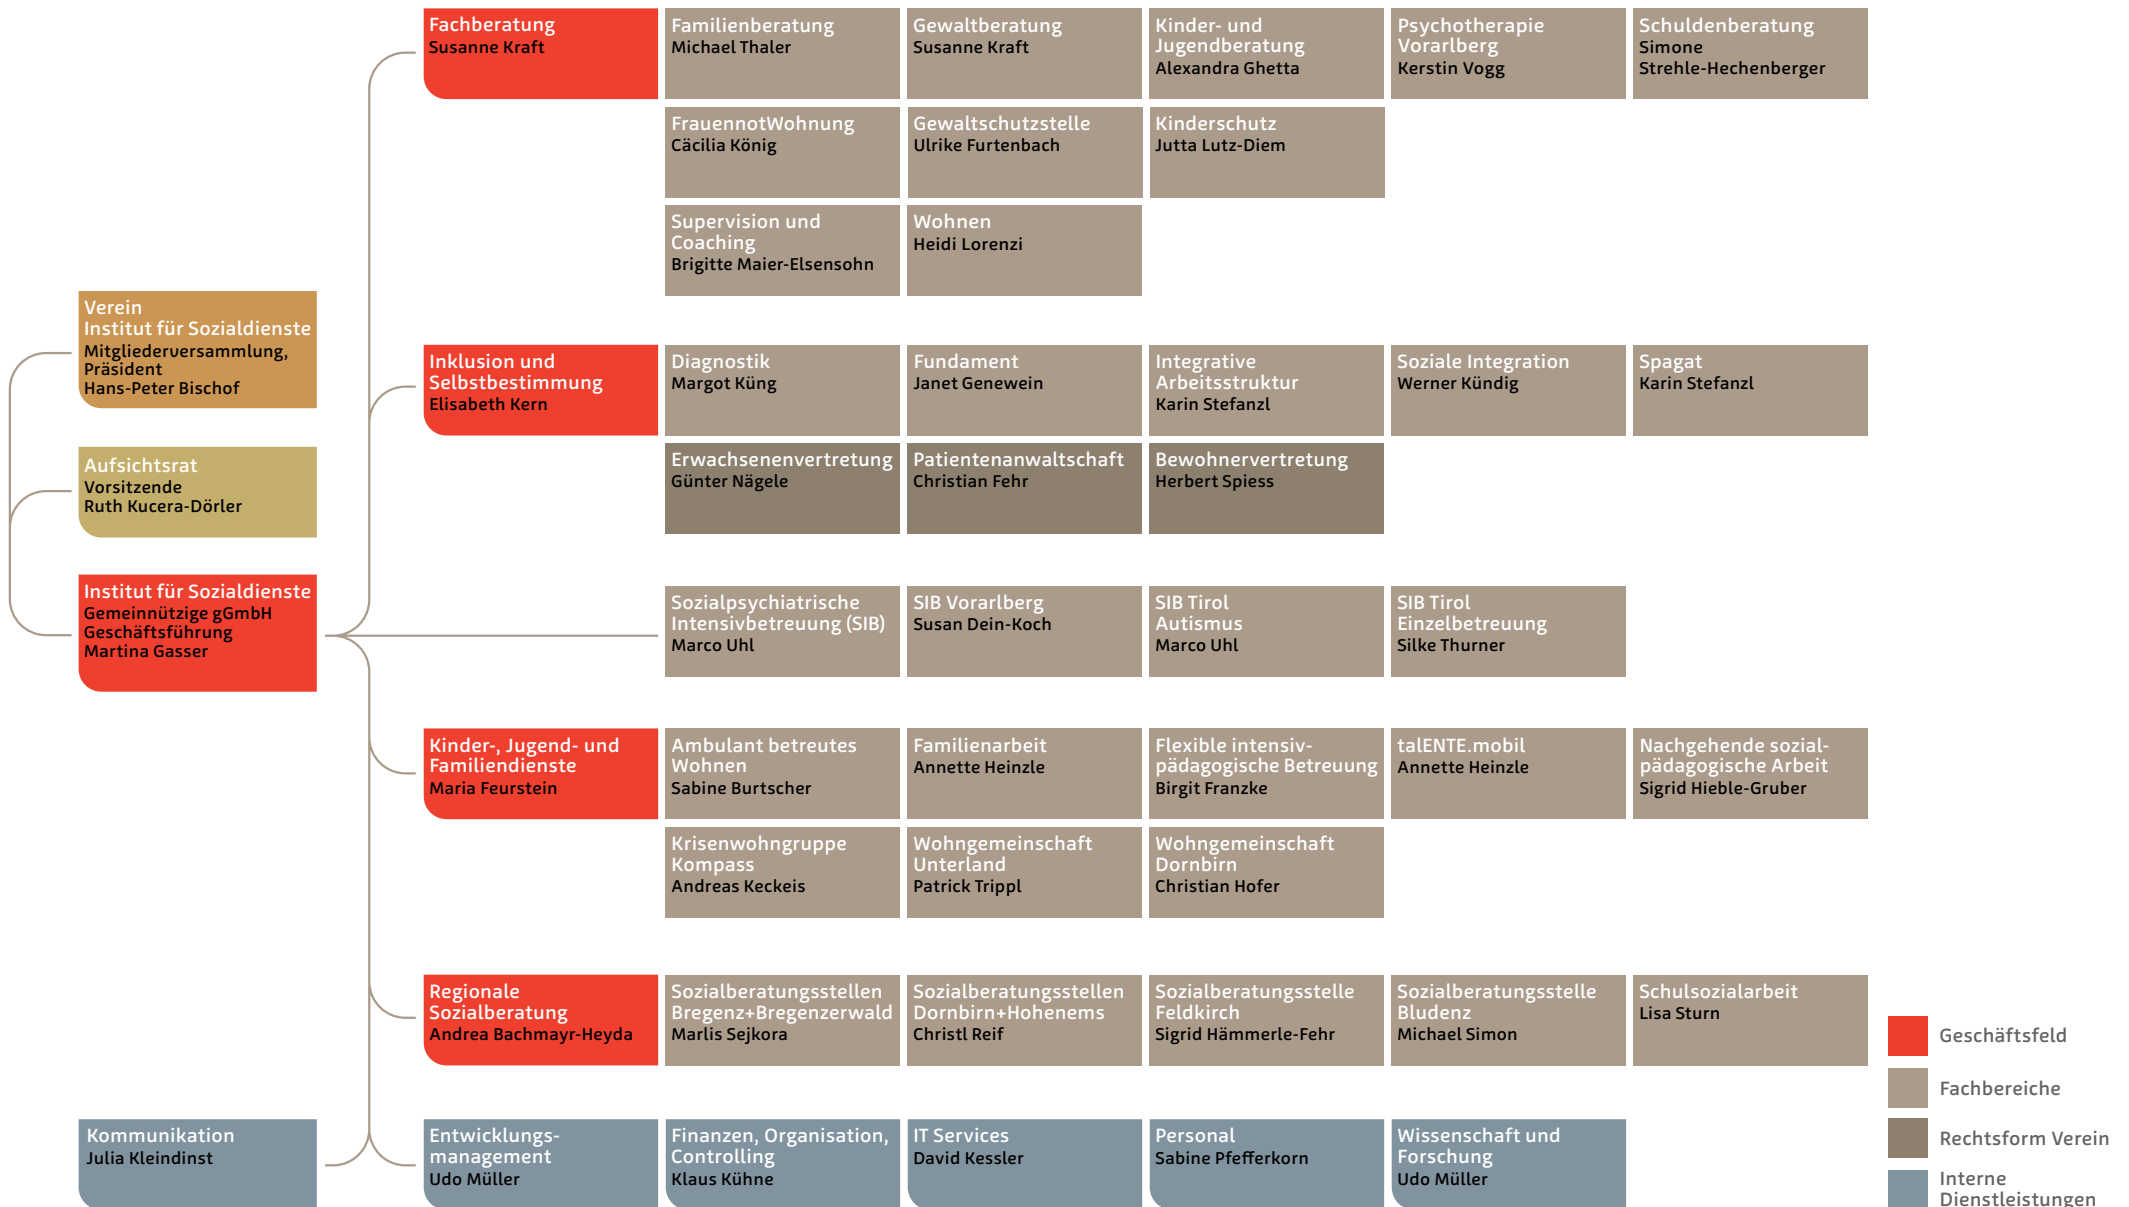 Fachberatung
Susanne Kraft
Familienberatung
Michael Thaler
Gewaltberatung
Susanne Kraft
Kinder- und
Jugendberatung
Alexandra Ghetta
Psychotherapie
Vorarlberg
Kerstin Vogg
Schuldenberatung
Simone
Strehle-Hechenberger
FrauennotWohnung
Cäcilia König
Gewaltschutzstelle
Ulrike Furtenbach
Kinderschutz
Jutta Lutz-Diem
Supervision und
Coaching
Brigitte Maier-Elsensohn
Wohnen
Heidi Lorenzi
Verein
Institut für Sozialdienste
Mitgliederversammlung,
Präsident
Hans-Peter Bischof
Inklusion und
Selbstbestimmung
Elisabeth Kern
Diagnostik
Margot Küng
Fundament
Janet Genewein
Integrative
Arbeitsstruktur
Karin Stefanzl
Soziale Integration
Werner Kündig
Spagat
Karin Stefanzl
Aufsichtsrat
Vorsitzende
Ruth Kucera-Dörler
Erwachsenenvertretung
Günter Nägele
Patientenanwaltschaft
Christian Fehr
Bewohnervertretung
Herbert Spiess
Institut für Sozialdienste
Gemeinnützige gGmbH
Geschäftsführung
Martina Gasser
Sozialpsychiatrische
Intensivbetreuung (SIB)
Marco Uhl
SIB Vorarlberg
Susan Dein-Koch
SIB Tirol
Autismus
Marco Uhl
SIB Tirol
Einzelbetreuung
Silke Thurner
Kinder-, Jugend- und
Familiendienste
Maria Feurstein
Ambulant betreutes
Wohnen
Sabine Burtscher
Familienarbeit
Annette Heinzle
Flexible intensiv-
pädagogische Betreuung
Birgit Franzke
talENTE.mobil
Annette Heinzle
Nachgehende sozial-
pädagogische Arbeit
Sigrid Hieble-Gruber
Krisenwohngruppe
Kompass
Andreas Keckeis
Wohngemeinschaft
Unterland
Patrick Trippl
Wohngemeinschaft
Dornbirn
Christian Hofer
Regionale
Sozialberatung
Andrea Bachmayr-Heyda
Sozialberatungsstellen
Bregenz+Bregenzerwald
Marlis Sejkora
Sozialberatungsstellen
Dornbirn+Hohenems
Christl Reif
Sozialberatungsstelle
Feldkirch
Sigrid Hämmerle-Fehr
Sozialberatungsstelle
Bludenz
Michael Simon
Schulsozialarbeit
Lisa Sturn
Kommunikation
Julia Kleindinst
Entwicklungs-
management
Udo Müller
Finanzen, Organisation,
Controlling
Klaus Kühne
IT Services
David Kessler
Personal
Sabine Pfefferkorn
Wissenschaft und
Forschung
Udo Müller
Geschäftsfeld
Fachbereiche
Rechtsform Verein
Interne
Dienstleistungen